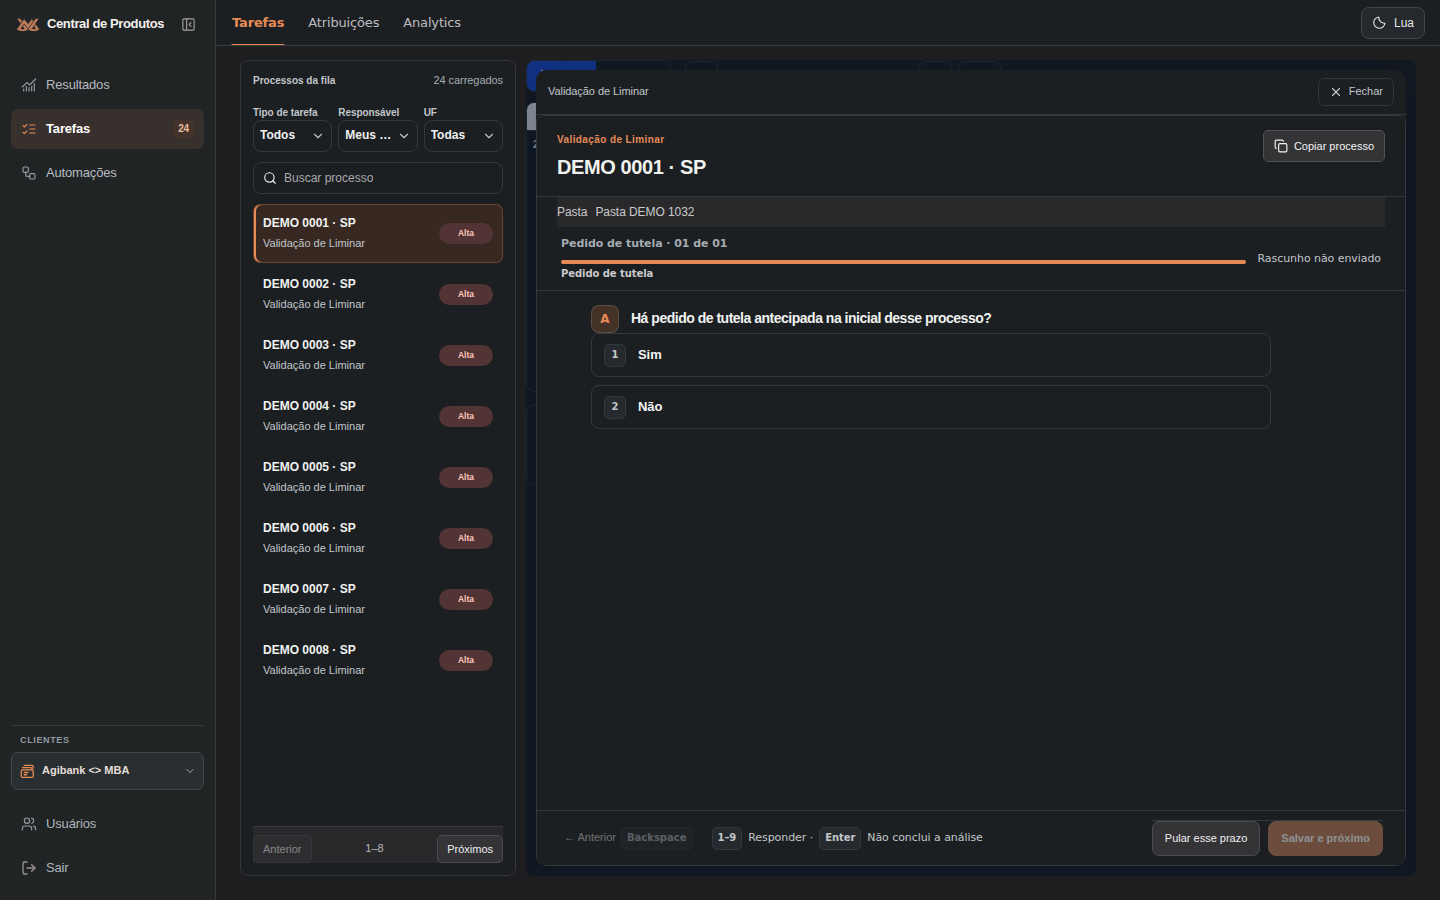 Central de Produtos
Resultados
Tarefas 24
Automações
CLIENTES
Agibank <> MBA
Usuários
Sair
Tarefas Atribuições Analytics
Lua
Processos da fila 24 carregados
Tipo de tarefa Responsável UF
Todos Meus ... Todas
Buscar processo
DEMO 0001 · SP
Validação de Liminar
Alta
DEMO 0002 · SP
Validação de Liminar
Alta
DEMO 0003 · SP
Validação de Liminar
Alta
DEMO 0004 · SP
Validação de Liminar
Alta
DEMO 0005 · SP
Validação de Liminar
Alta
DEMO 0006 · SP
Validação de Liminar
Alta
DEMO 0007 · SP
Validação de Liminar
Alta
DEMO 0008 · SP
Validação de Liminar
Alta
Anterior 1–8 Próximos
Validação de Liminar Fechar
Validação de Liminar
DEMO 0001 · SP
Copiar processo
Pasta Pasta DEMO 1032
Pedido de tutela · 01 de 01
Rascunho não enviado
Pedido de tutela
A Há pedido de tutela antecipada na inicial desse processo?
1 Sim
2 Não
← Anterior Backspace 1–9 Responder · Enter Não conclui a análise
Pular esse prazo Salvar e próximo